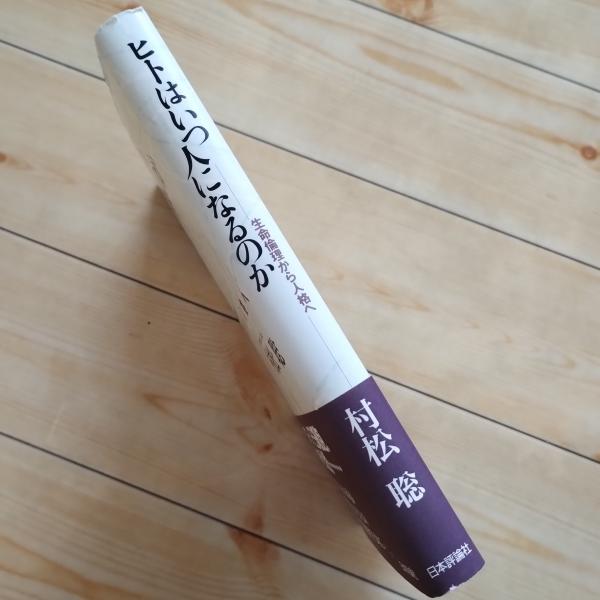 ヒトはいつ人になるのか
生命倫理から人格へ
村松 聡
日本評論社